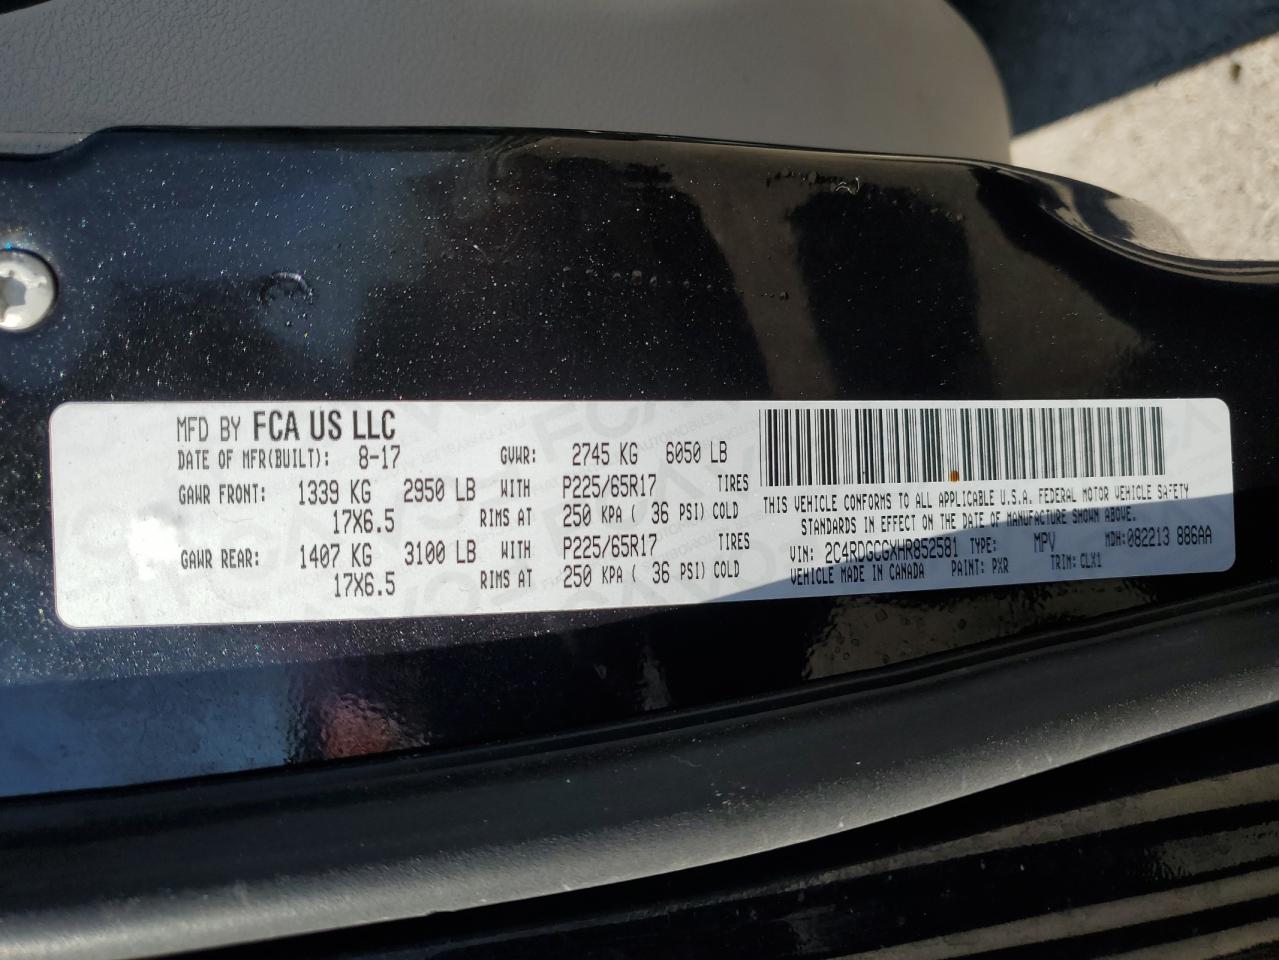 MFD BY FCA US LLC
DATE OF MFR(BUILT): 8-17 GVWR: 2745 KG 6050 LB
GAWR FRONT: 1339 KG 2950 LB WITH P225/65R17 TIRES
17X6.5 RIMS AT 250 KPA ( 36 PSI) COLD
GAWR REAR: 1407 KG 3100 LB WITH P225/65R17 TIRES
17X6.5 RIMS AT 250 KPA ( 36 PSI) COLD
THIS VEHICLE CONFORMS TO ALL APPLICABLE U.S.A. FEDERAL MOTOR VEHICLE SAFETY
STANDARDS IN EFFECT ON THE DATE OF MANUFACTURE SHOWN ABOVE.
VIN: 2C4RDGCGXHR852581 TYPE: MPV MDH: 082213 886AA
VEHICLE MADE IN CANADA PAINT: PXR TRIM: CLX1